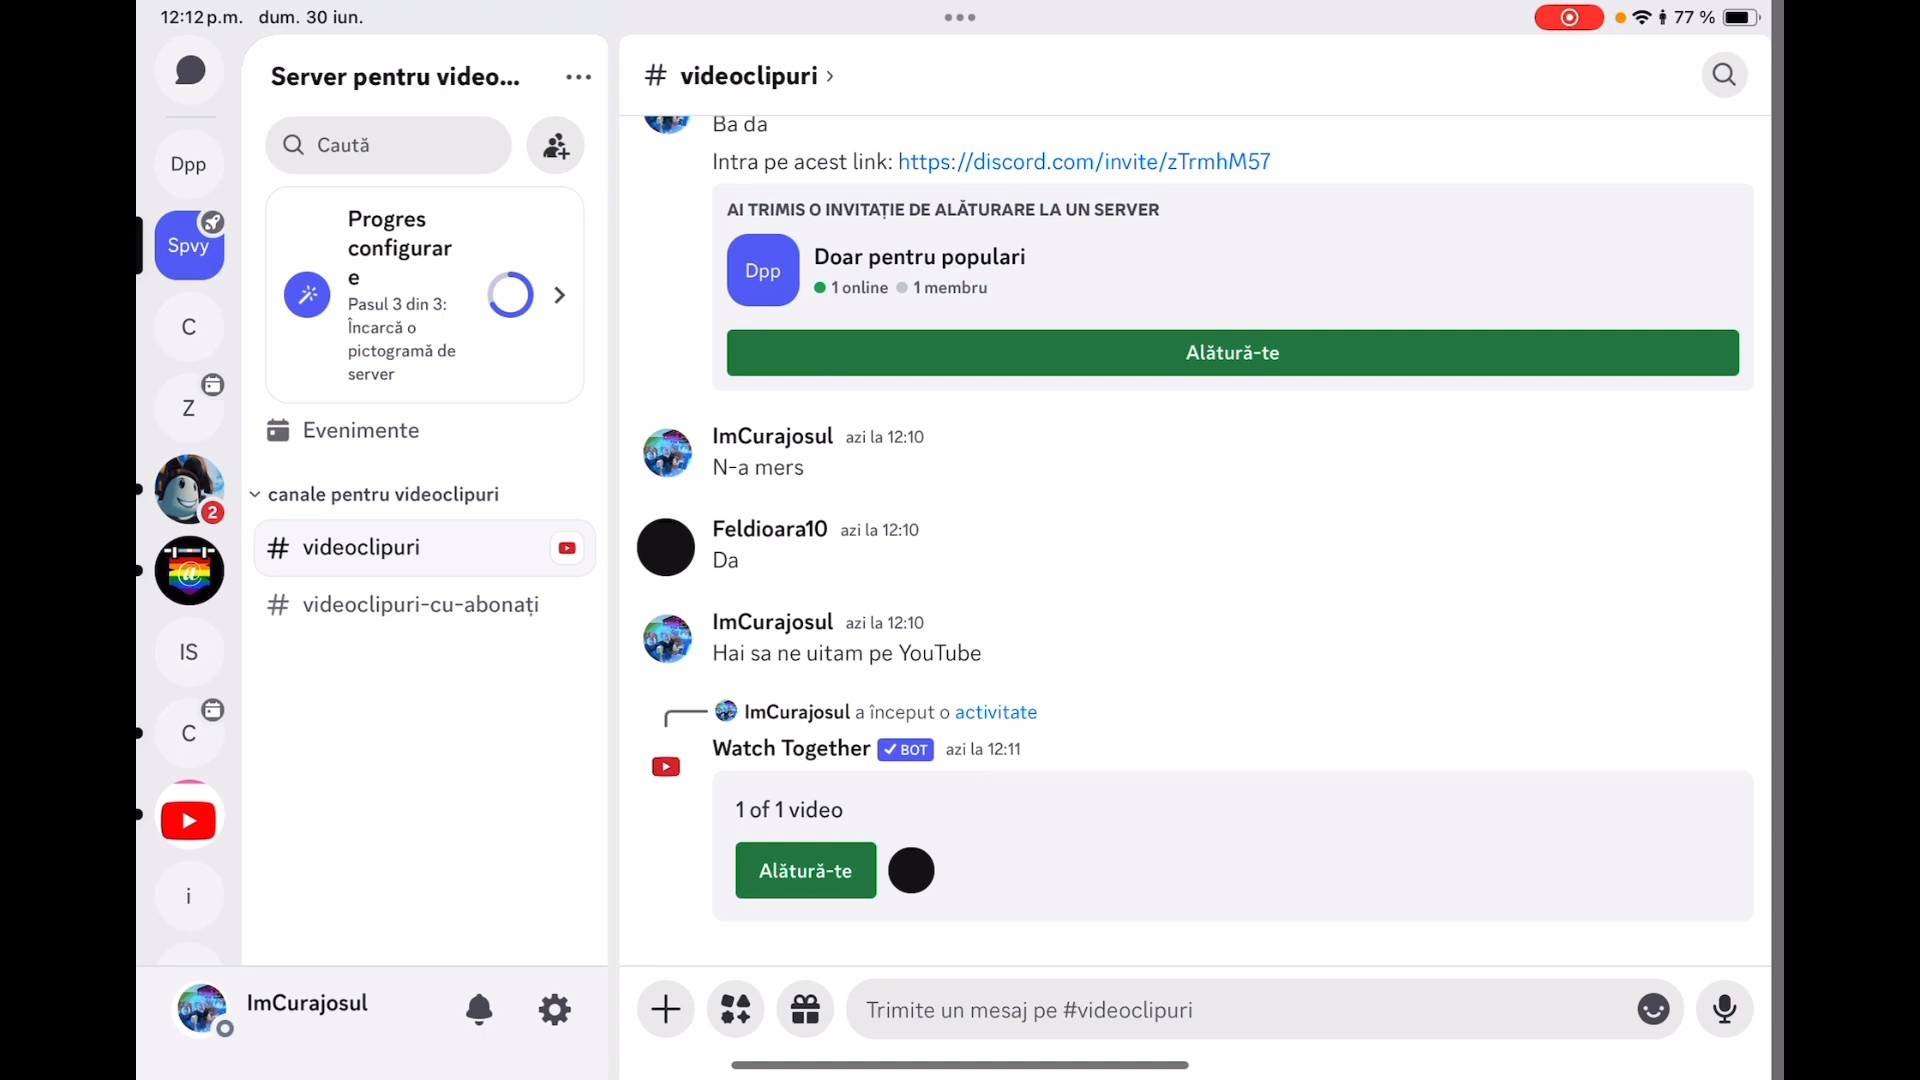 12:12 p.m. dum. 30 iun.
77 %
Server pentru video...
Caută
Dpp
Spvy
C
Z
2
@
IS
C
i
Progres
configurar
e
Pasul 3 din 3:
Încarcă o
pictogramă de
server
Evenimente
canale pentru videoclipuri
# videoclipuri
# videoclipuri-cu-abonați
ImCurajosul
# videoclipuri ›
Ba da
Intra pe acest link: https://discord.com/invite/zTrmhM57
AI TRIMIS O INVITAȚIE DE ALĂTURARE LA UN SERVER
Dpp
Doar pentru populari
1 online 1 membru
Alătură-te
ImCurajosul azi la 12:10
N-a mers
Feldioara10 azi la 12:10
Da
ImCurajosul azi la 12:10
Hai sa ne uitam pe YouTube
ImCurajosul a început o activitate
Watch Together ✓ BOT azi la 12:11
1 of 1 video
Alătură-te
Trimite un mesaj pe #videoclipuri